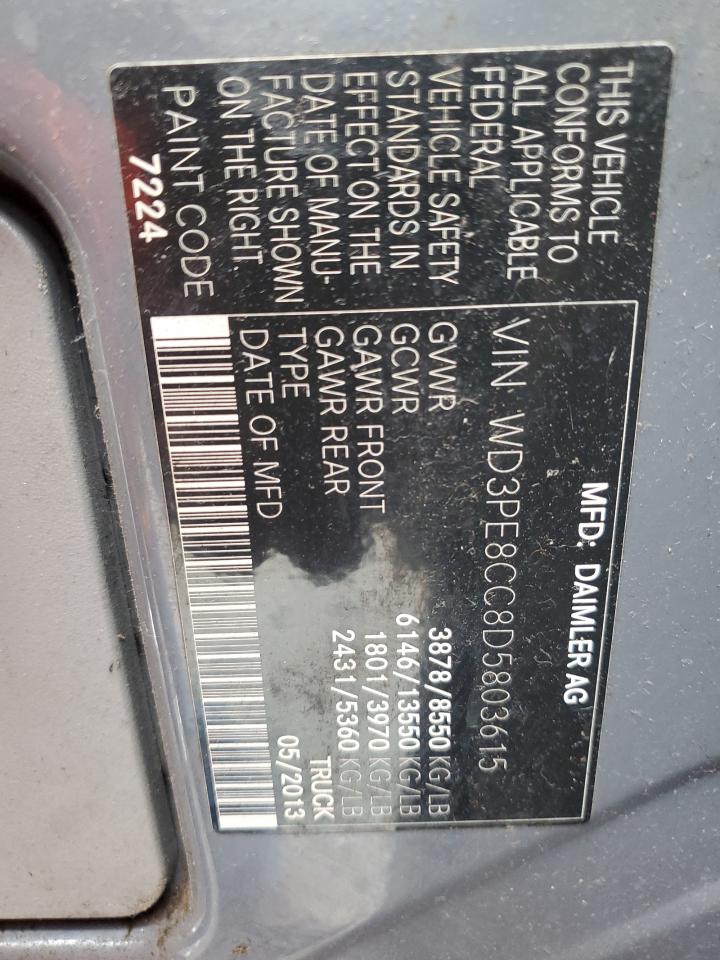 THIS VEHICLE
CONFORMS TO
ALL APPLICABLE
FEDERAL
VEHICLE SAFETY
STANDARDS IN
EFFECT ON THE
DATE OF MANU-
FACTURE SHOWN
ON THE RIGHT
PAINT CODE
7224
MFD: DAIMLER AG
VIN WD3PE8CC8D5803615
GVWR 3878/8550 KG/LB
GCWR 6146/13550 KG/LB
GAWR FRONT 1801/3970 KG/LB
GAWR REAR 2431/5360 KG/LB
TYPE TRUCK
DATE OF MFD 05/2013